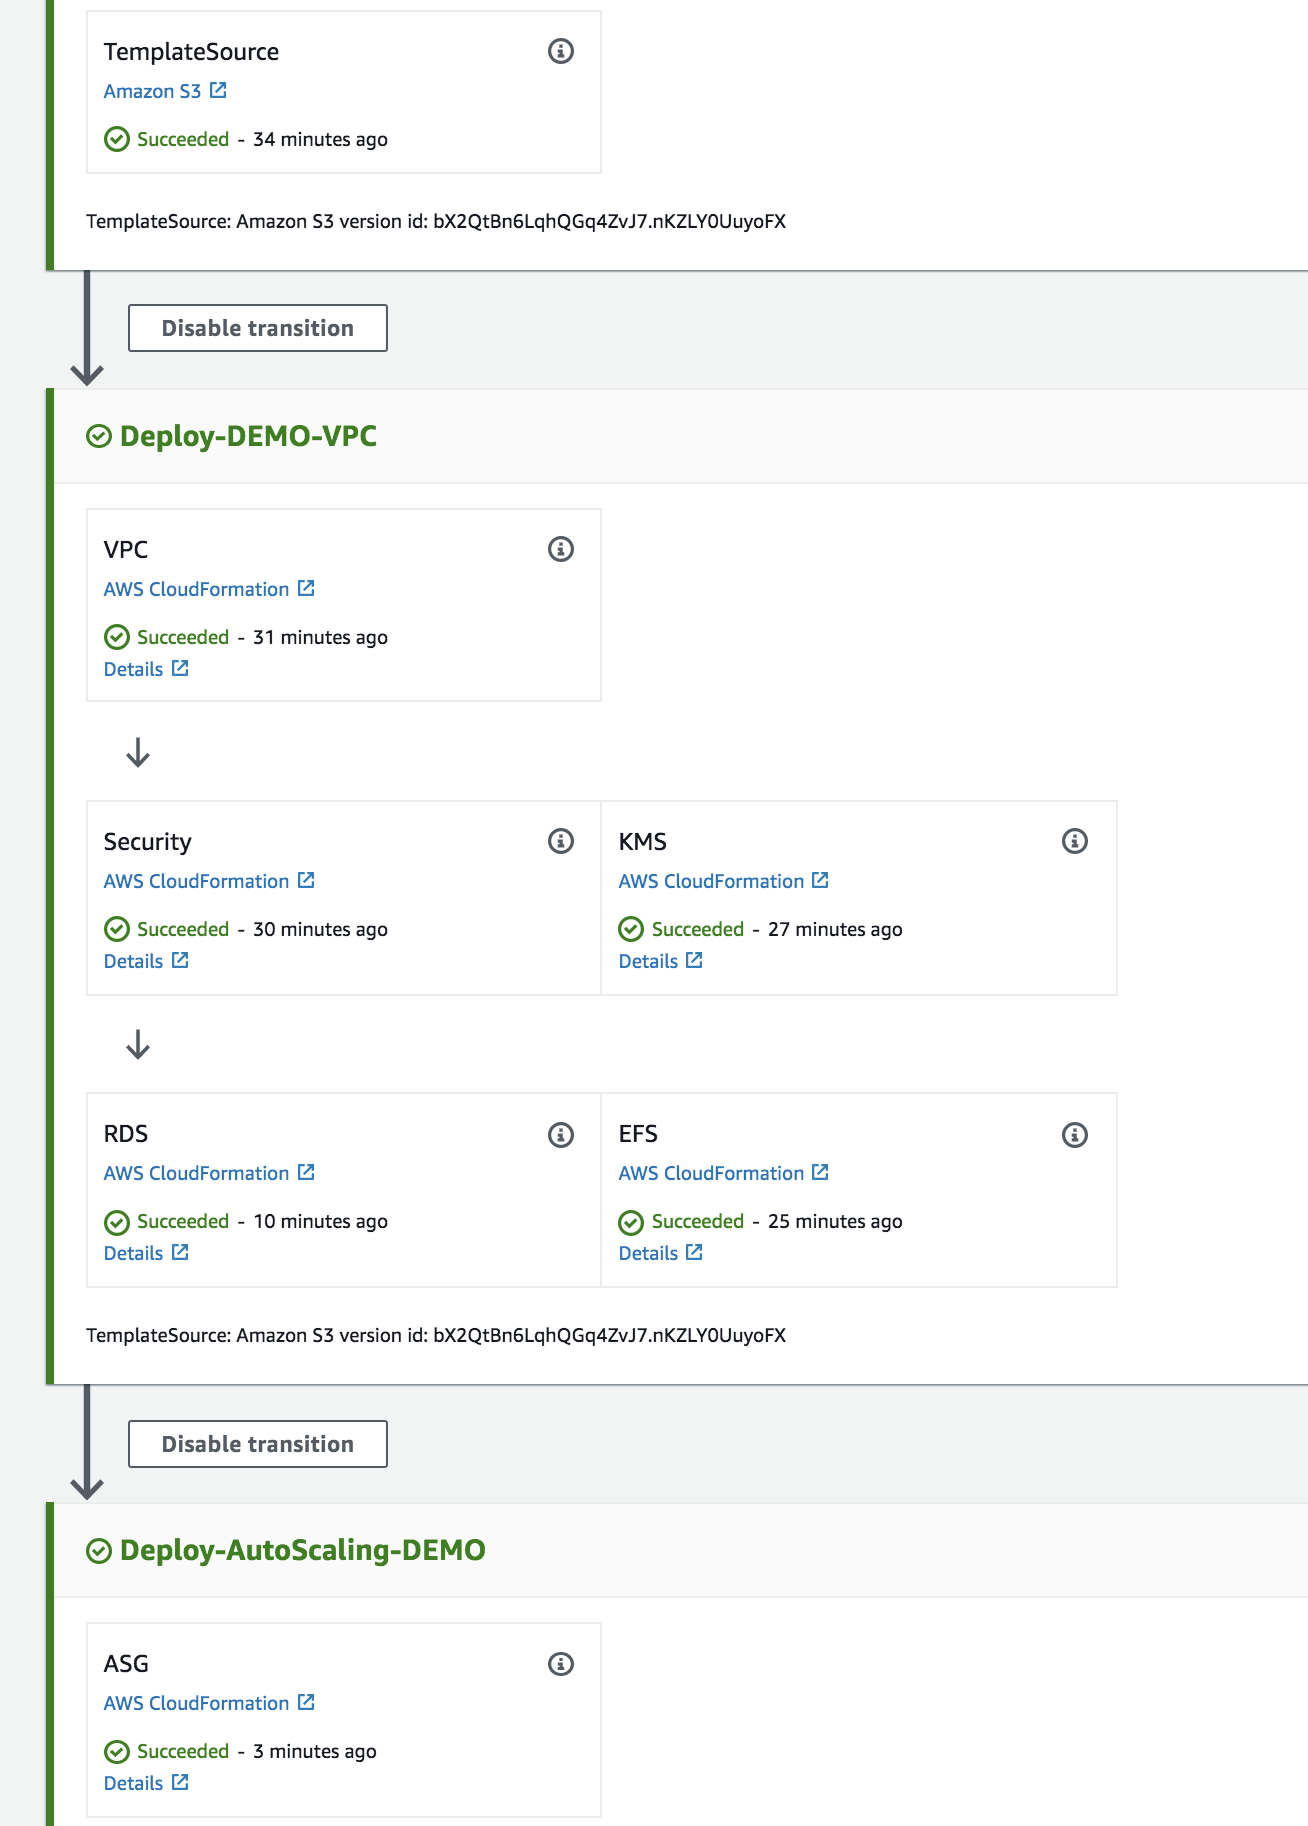 TemplateSource
Amazon S3
Succeeded - 34 minutes ago
TemplateSource: Amazon S3 version id: bX2QtBn6LqhQGq4ZvJ7.nKZLY0UuyoFX
Disable transition
Deploy-DEMO-VPC
VPC
AWS CloudFormation
Succeeded - 31 minutes ago
Details
Security
AWS CloudFormation
Succeeded - 30 minutes ago
Details
KMS
AWS CloudFormation
Succeeded - 27 minutes ago
Details
RDS
AWS CloudFormation
Succeeded - 10 minutes ago
Details
EFS
AWS CloudFormation
Succeeded - 25 minutes ago
Details
TemplateSource: Amazon S3 version id: bX2QtBn6LqhQGq4ZvJ7.nKZLY0UuyoFX
Disable transition
Deploy-AutoScaling-DEMO
ASG
AWS CloudFormation
Succeeded - 3 minutes ago
Details